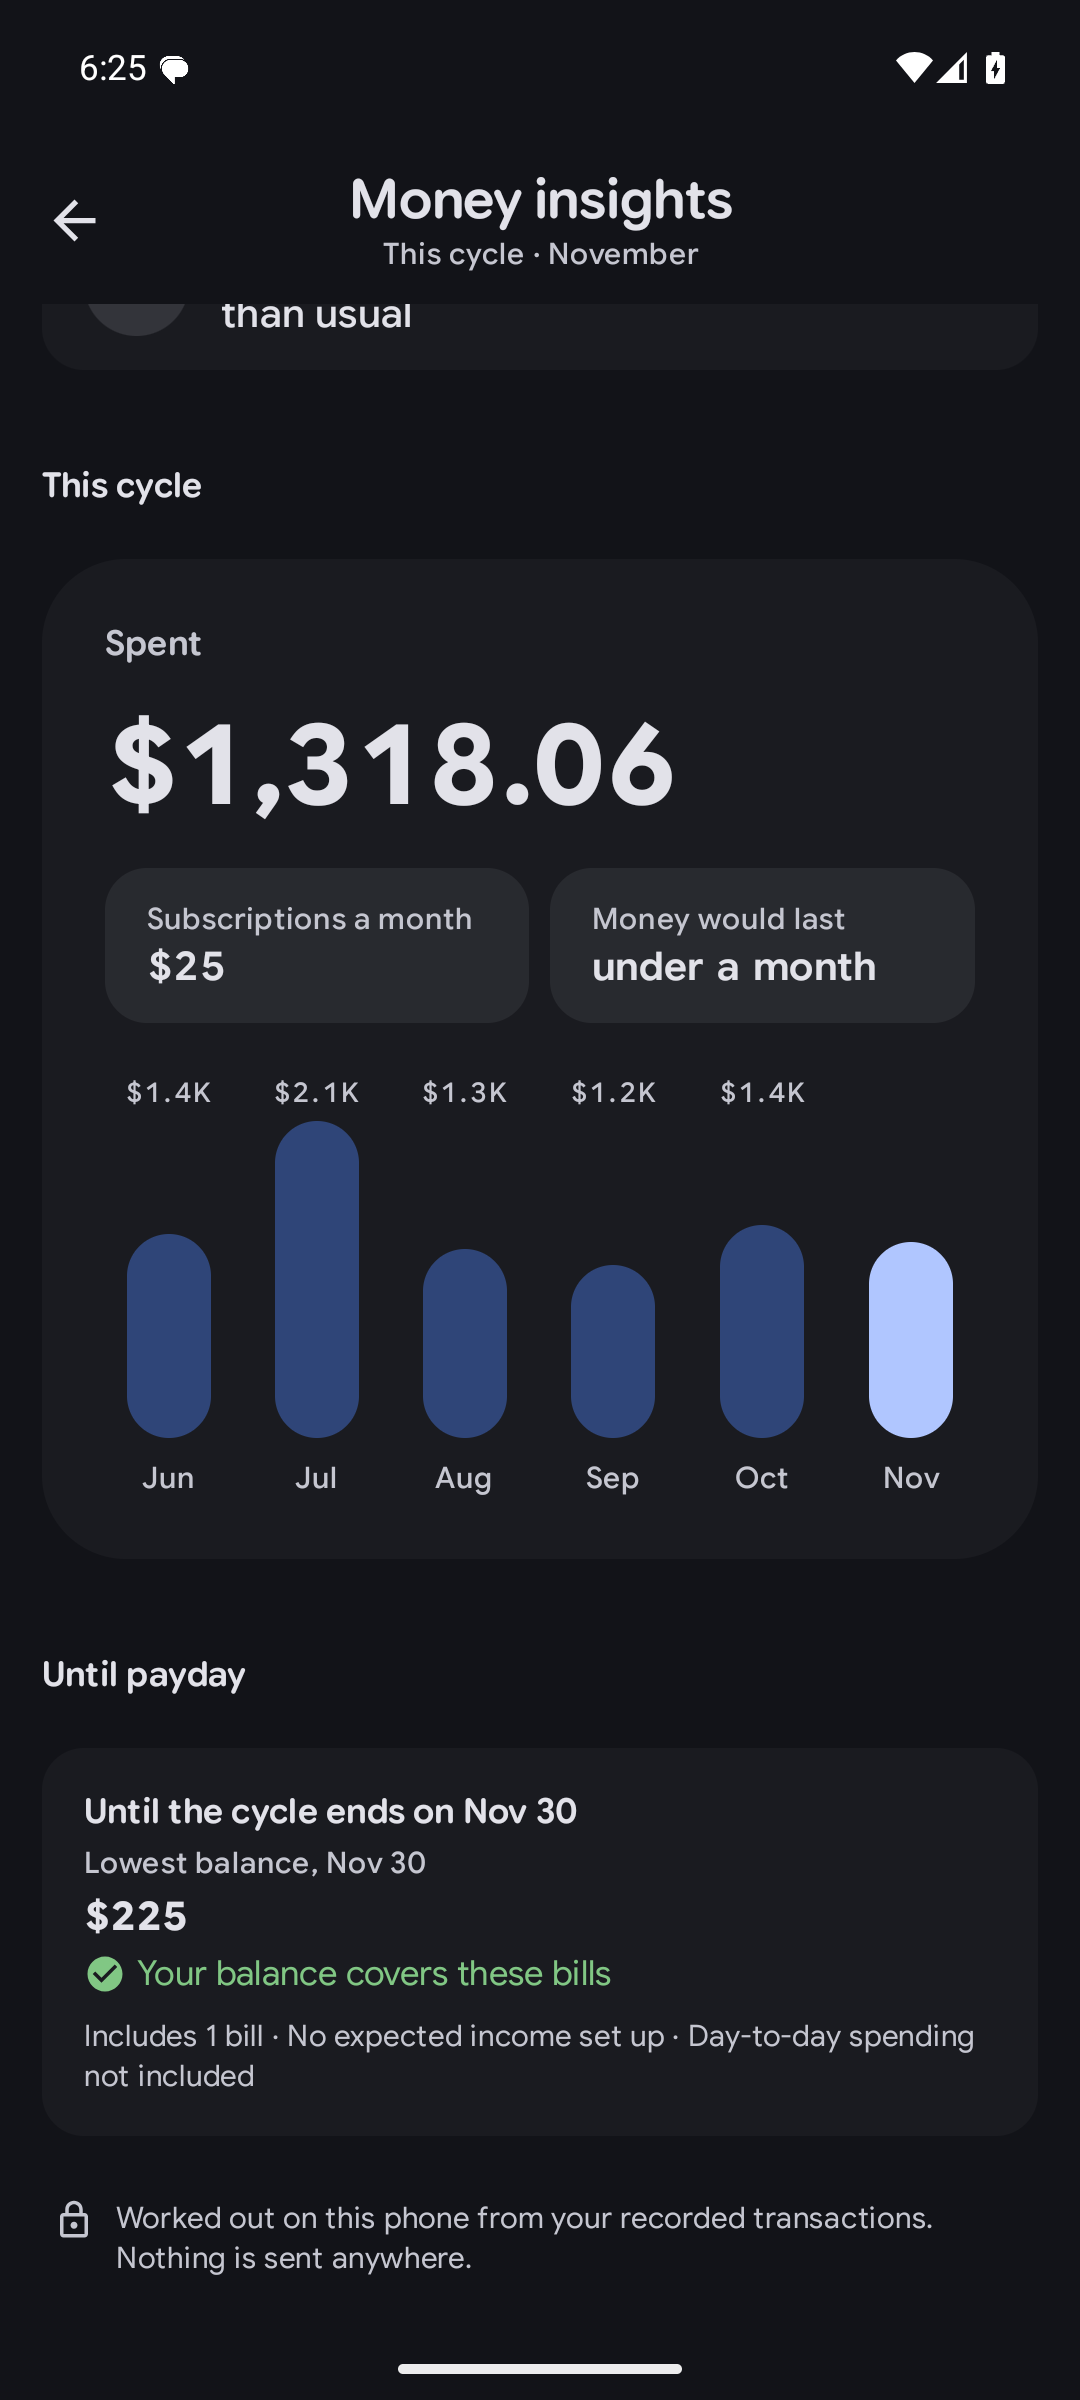 6:25
Money insights
This cycle · November
than usual
This cycle
Spent
$1,318.06
Subscriptions a month
$25
Money would last
under a month
$1.4K $2.1K $1.3K $1.2K $1.4K
Jun Jul Aug Sep Oct Nov
Until payday
Until the cycle ends on Nov 30
Lowest balance, Nov 30
$225
Your balance covers these bills
Includes 1 bill · No expected income set up · Day-to-day spending
not included
Worked out on this phone from your recorded transactions.
Nothing is sent anywhere.